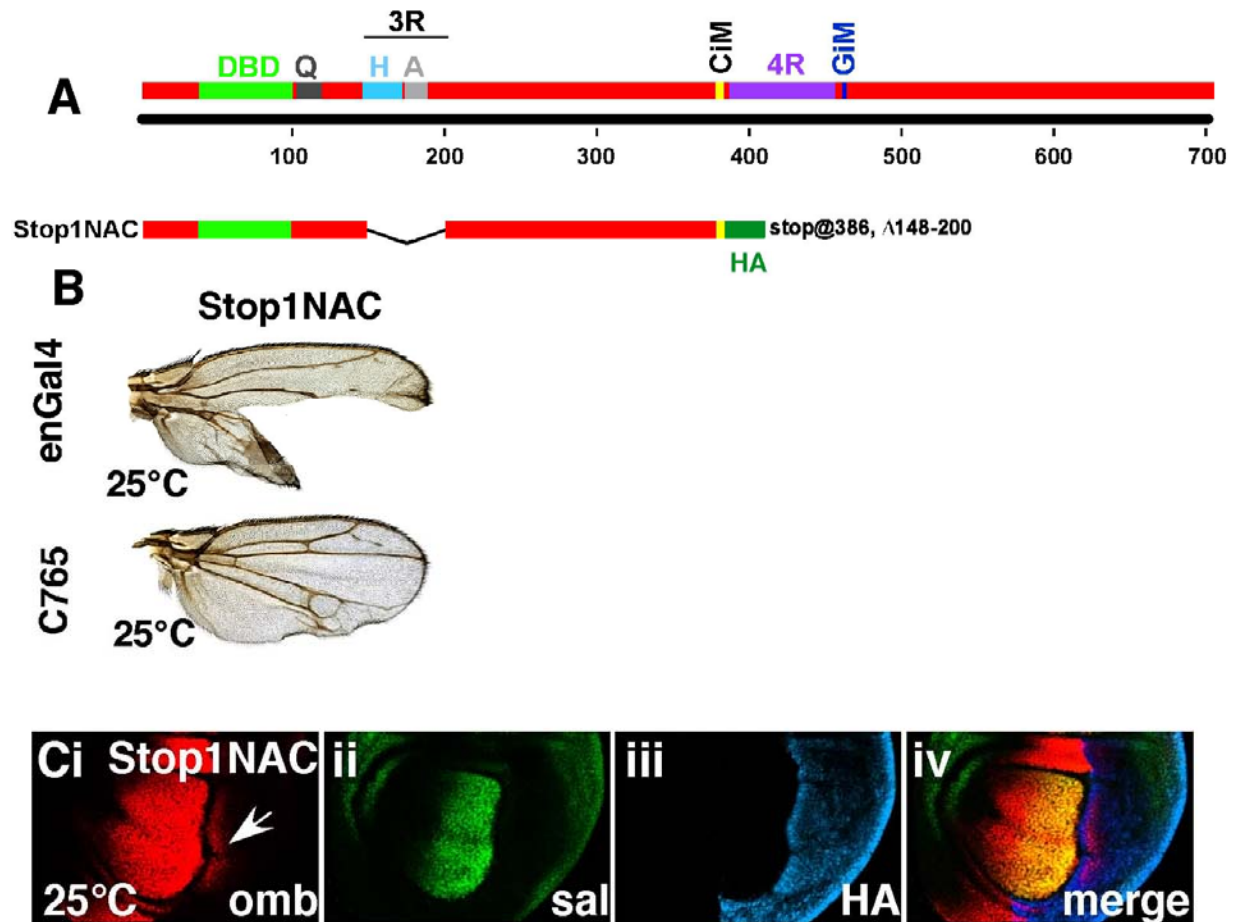 3R
DBD Q H A CiM 4R GiM
A
100 200 300 400 500 600 700
Stop1NAC stop@386, Δ148-200
HA
B
Stop1NAC
enGal4
25°C
C765
25°C
Ci Stop1NAC ii iii iv
25°C omb sal HA merge